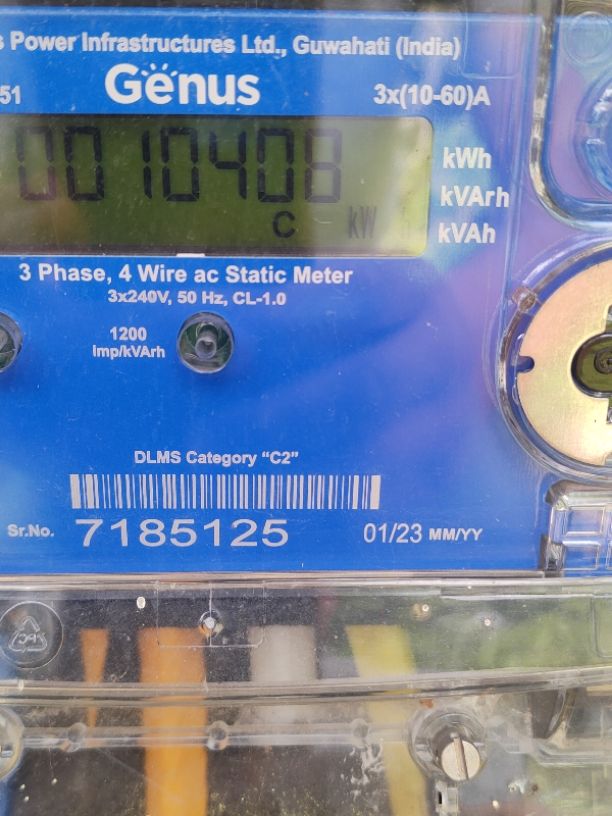 s Power Infrastructures Ltd., Guwahati (India)
Genus
51
3x(10-60)A
0010408
kWh
kVArh
kVAh
C kW
3 Phase, 4 Wire ac Static Meter
3x240V, 50 Hz, CL-1.0
1200
imp/kVArh
DLMS Category "C2"
Sr.No. 7185125 01/23 MM/YY
PC